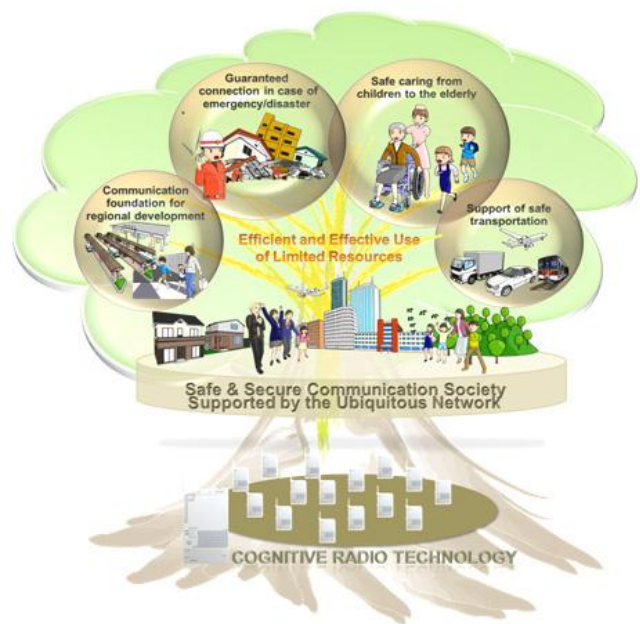 Guaranteed
connection in case of
emergency/disaster
Safe caring from
children to the elderly
Communication
foundation for
regional development
Support of safe
transportation
Efficient and Effective Use
of Limited Resources
Safe & Secure Communication Society
Supported by the Ubiquitous Network
COGNITIVE RADIO TECHNOLOGY